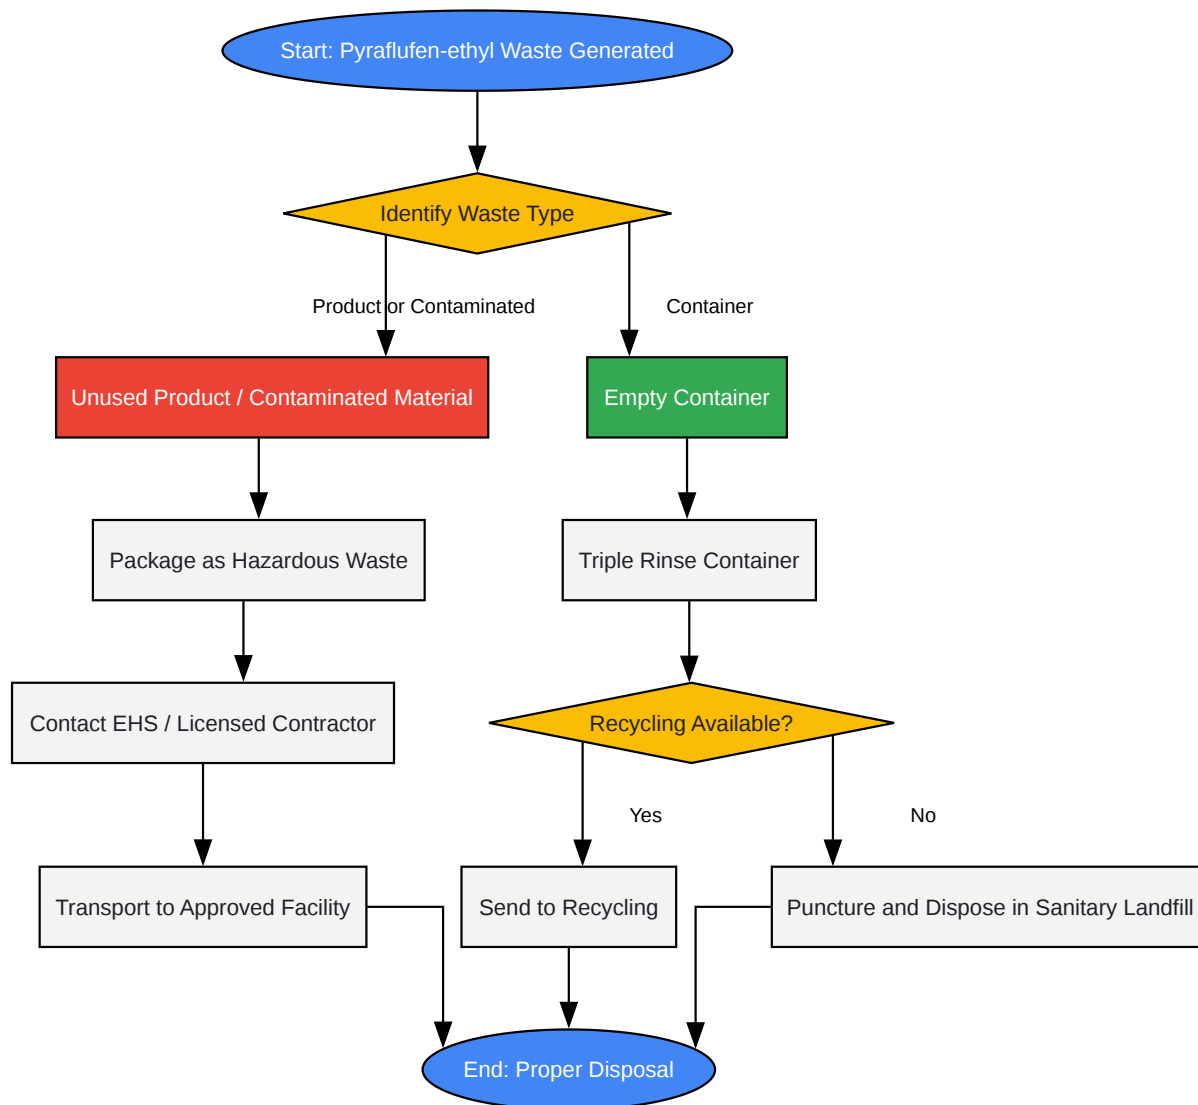 Start: Pyraflufen-ethyl Waste Generated
Identify Waste Type
Product or Contaminated
Container
Unused Product / Contaminated Material
Empty Container
Package as Hazardous Waste
Triple Rinse Container
Contact EHS / Licensed Contractor
Recycling Available?
Yes
No
Transport to Approved Facility
Send to Recycling
Puncture and Dispose in Sanitary Landfill
End: Proper Disposal